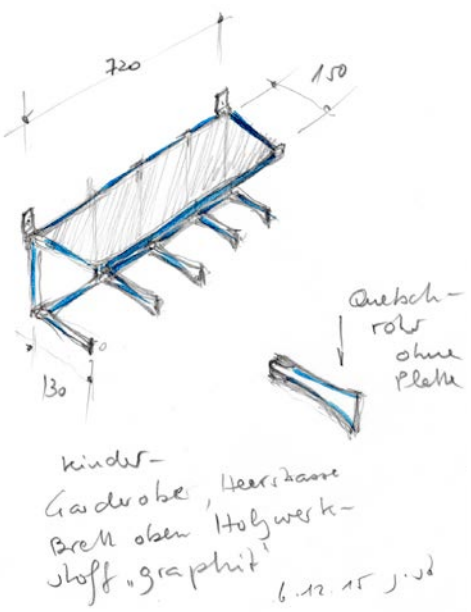 720
150
Quetsch-
rohr
ohne
Platte
130
Kinder-
Garderobe, Heerstrasse
Brett oben Holzwerk-
stoff „graphit"
6.12.15